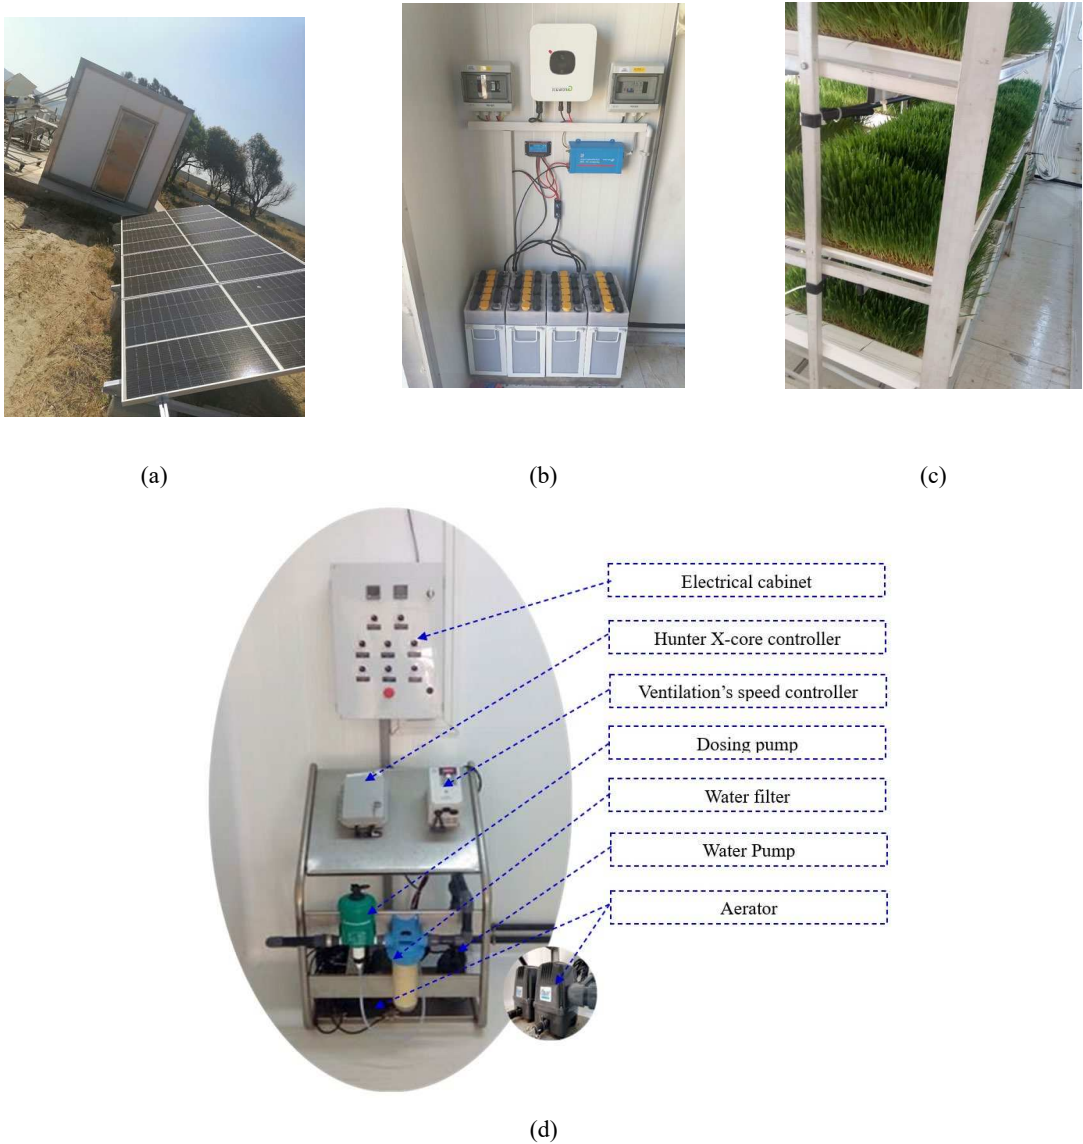 (a)
(b)
(c)
Electrical cabinet
Hunter X-core controller
Ventilation’s speed controller
Dosing pump
Water filter
Water Pump
Aerator
(d)